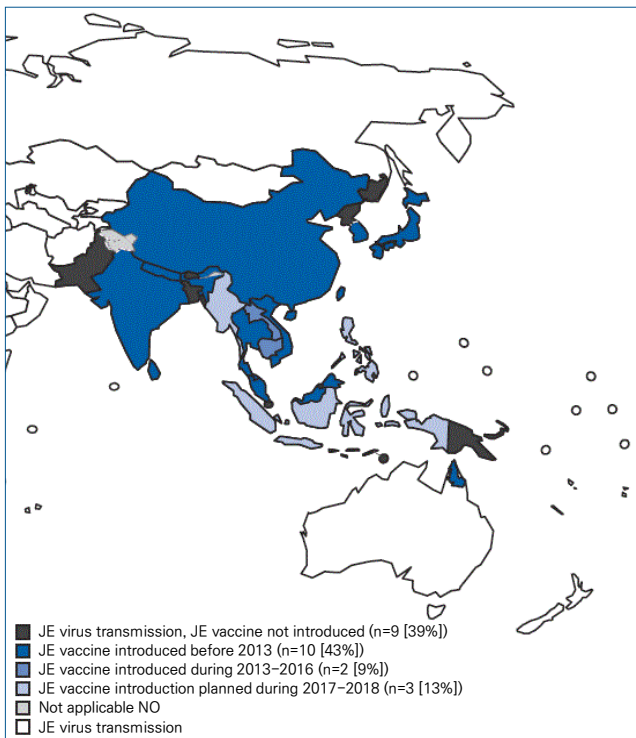 JE virus transmission, JE vaccine not introduced (n=9 [39%])
JE vaccine introduced before 2013 (n=10 [43%])
JE vaccine introduced during 2013–2016 (n=2 [9%])
JE vaccine introduction planned during 2017–2018 (n=3 [13%])
Not applicable NO
JE virus transmission